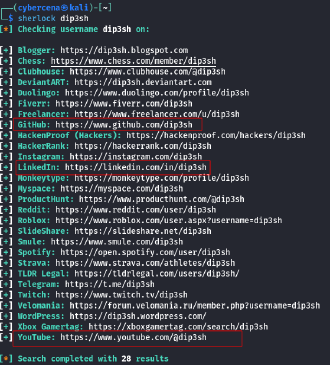 (cybercena㉿kali)-[~]
$ sherlock dip3sh
[*] Checking username dip3sh on:
[+] Blogger: https://dip3sh.blogspot.com
[+] Chess: https://www.chess.com/member/dip3sh
[+] Clubhouse: https://www.clubhouse.com/@dip3sh
[+] DeviantART: https://dip3sh.deviantart.com
[+] Duolingo: https://www.duolingo.com/profile/dip3sh
[+] Fiverr: https://www.fiverr.com/dip3sh
[+] Freelancer: https://www.freelancer.com/u/dip3sh
[+] GitHub: https://www.github.com/dip3sh
[+] HackenProof (Hackers): https://hackenproof.com/hackers/dip3sh
[+] HackerRank: https://hackerrank.com/dip3sh
[+] Instagram: https://instagram.com/dip3sh
[+] LinkedIn: https://linkedin.com/in/dip3sh
[+] Monkeytype: https://monkeytype.com/profile/dip3sh
[+] Myspace: https://myspace.com/dip3sh
[+] ProductHunt: https://www.producthunt.com/@dip3sh
[+] Reddit: https://www.reddit.com/user/dip3sh
[+] Roblox: https://www.roblox.com/user.aspx?username=dip3sh
[+] SlideShare: https://slideshare.net/dip3sh
[+] Smule: https://www.smule.com/dip3sh
[+] Spotify: https://open.spotify.com/user/dip3sh
[+] Strava: https://www.strava.com/athletes/dip3sh
[+] TLDR Legal: https://tldrlegal.com/users/dip3sh/
[+] Telegram: https://t.me/dip3sh
[+] Twitch: https://www.twitch.tv/dip3sh
[+] Velomania: https://forum.velomania.ru/member.php?username=dip3sh
[+] WordPress: https://dip3sh.wordpress.com/
[+] Xbox Gamertag: https://xboxgamertag.com/search/dip3sh
[+] YouTube: https://www.youtube.com/@dip3sh
[*] Search completed with 28 results